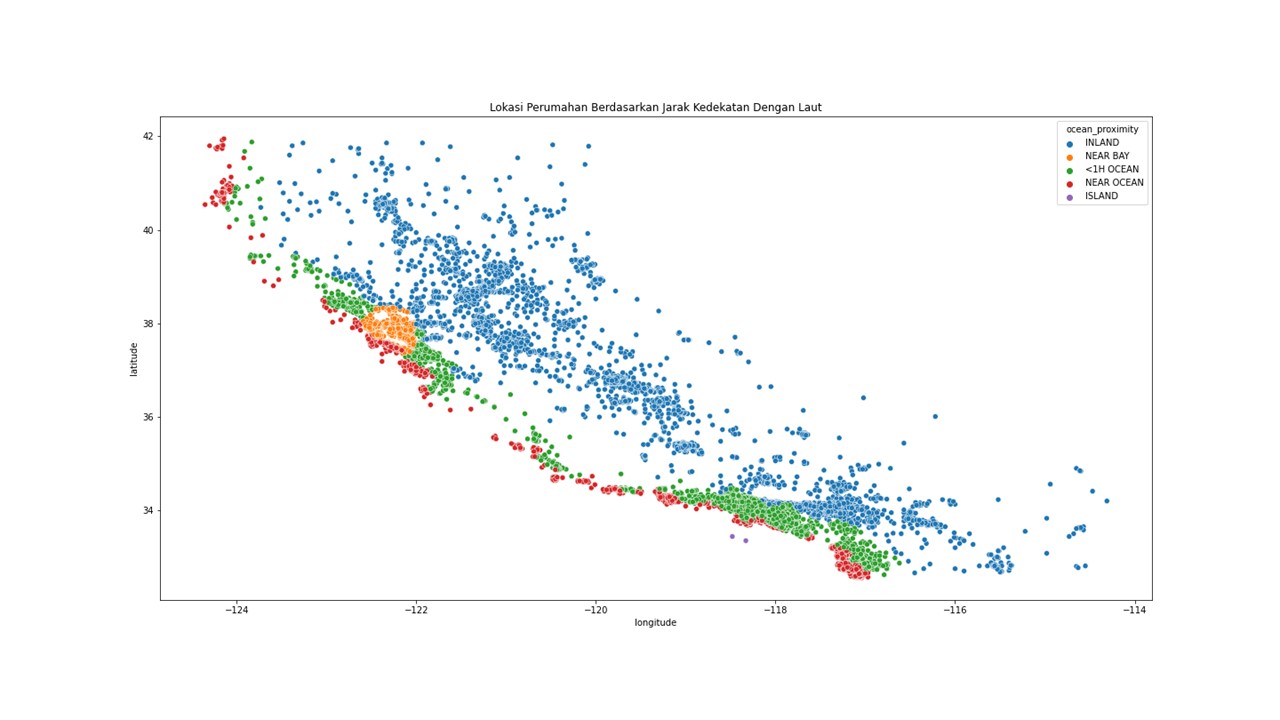 Lokasi Perumahan Berdasarkan Jarak Kedekatan Dengan Laut
ocean_proximity
INLAND
NEAR BAY
<1H OCEAN
NEAR OCEAN
ISLAND
42
40
38
36
34
latitude
−124
−122
−120
−118
−116
−114
longitude